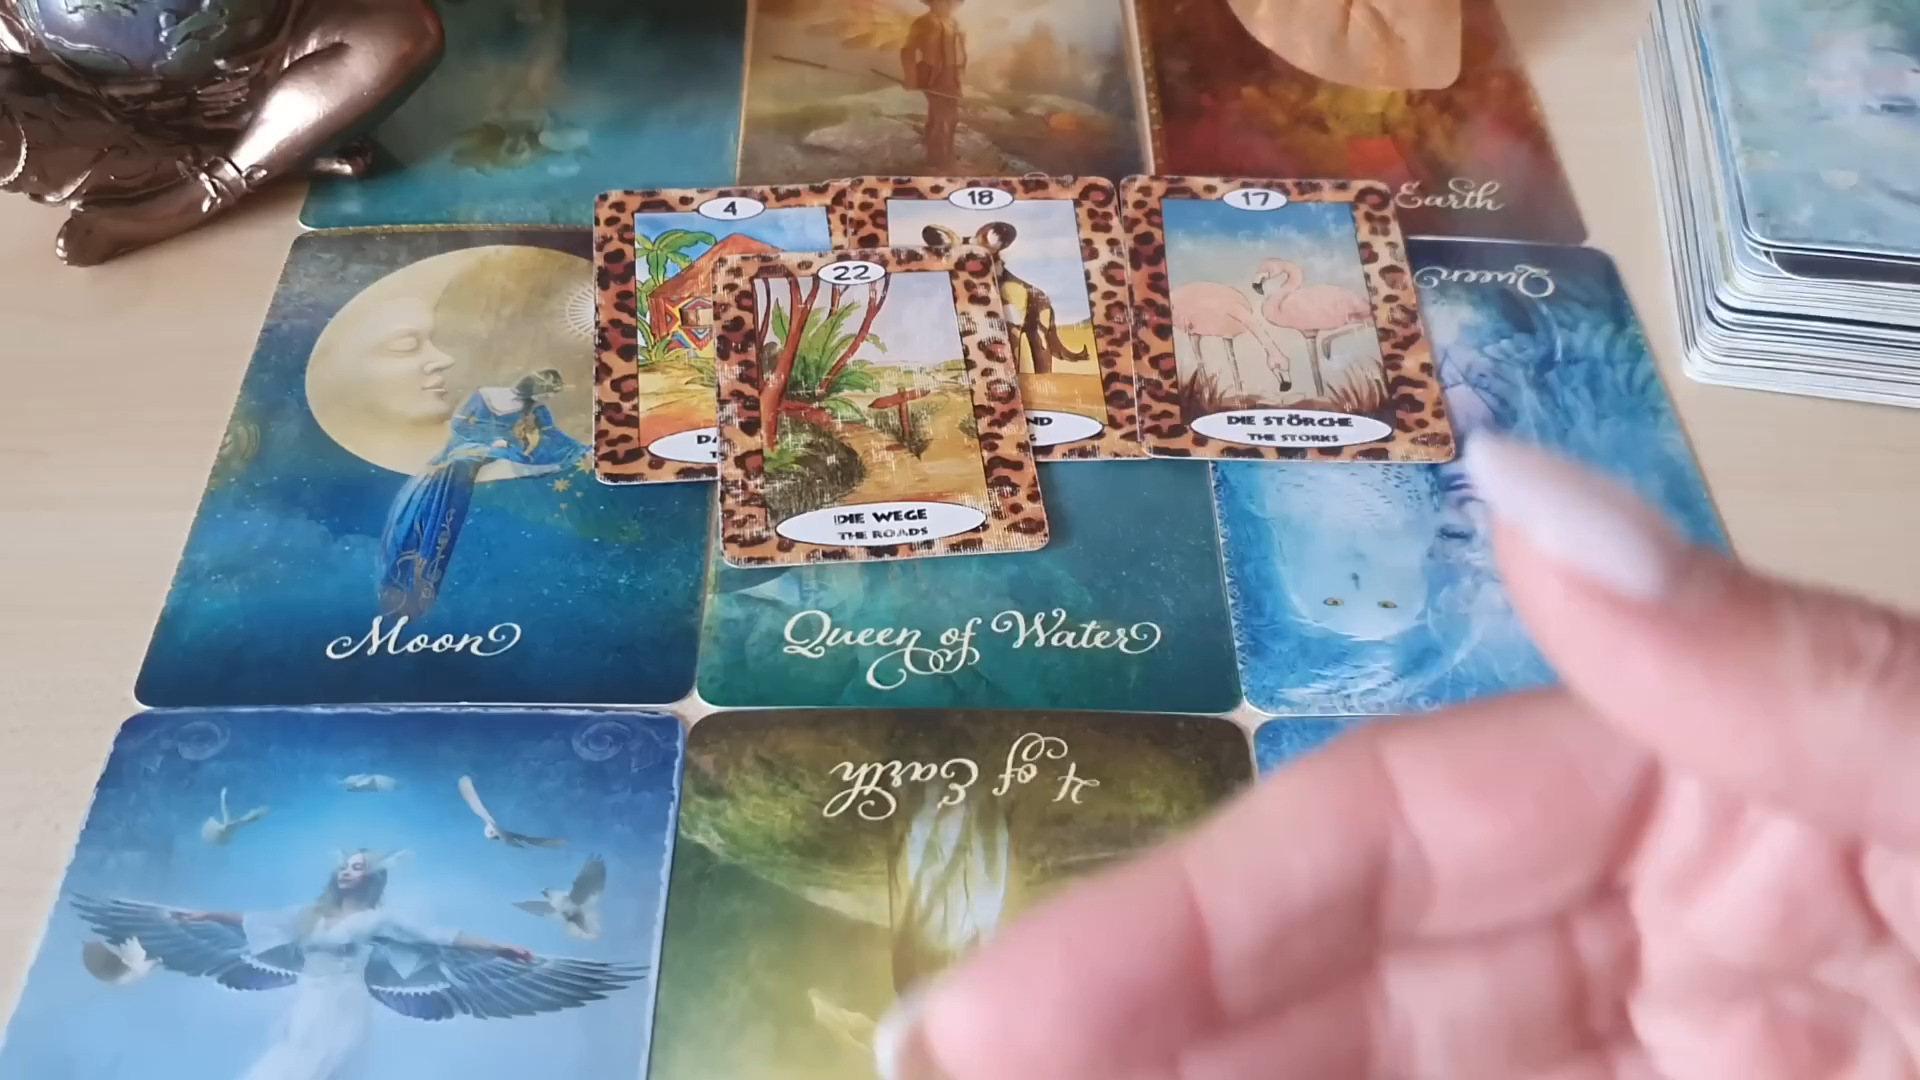 Earth
4
18
17
Queen
22
DIE STÖRCHE
THE STORKS
DIE WEGE
THE ROADS
Moon
Queen of Water
4 of Earth